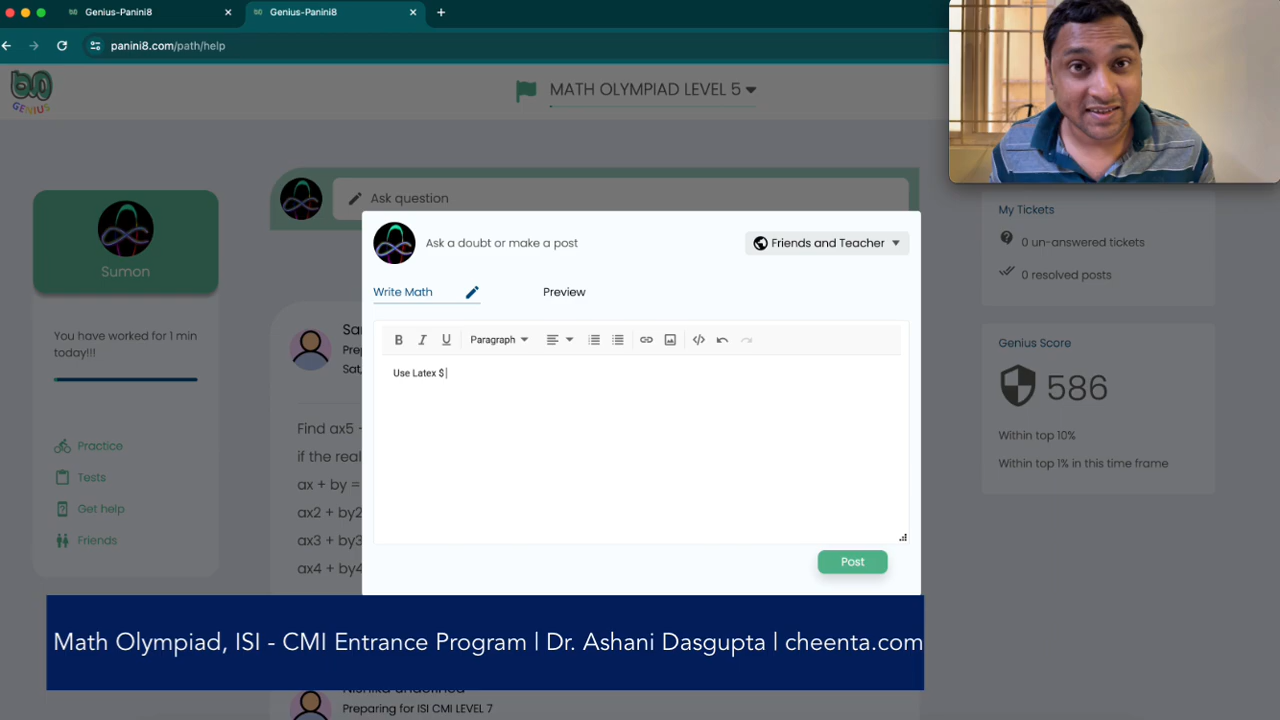 Genius-Panini8
Genius-Panini8
panini8.com/path/help
GENIUS
MATH OLYMPIAD LEVEL 5
Sumon
You have worked for 1 min
today!!!
Practice
Tests
Get help
Friends
Ask question
Ask a doubt or make a post
Friends and Teacher
Write Math
Preview
B I U Paragraph
Use Latex $
Post
Sat,
Find ax5
if the real
ax + by =
ax2 + by2
ax3 + by3
ax4 + by4
My Tickets
0 un-answered tickets
0 resolved posts
Genius Score
586
Within top 10%
Within top 1% in this time frame
Math Olympiad, ISI - CMI Entrance Program | Dr. Ashani Dasgupta | cheenta.com
Preparing for ISI CMI LEVEL 7